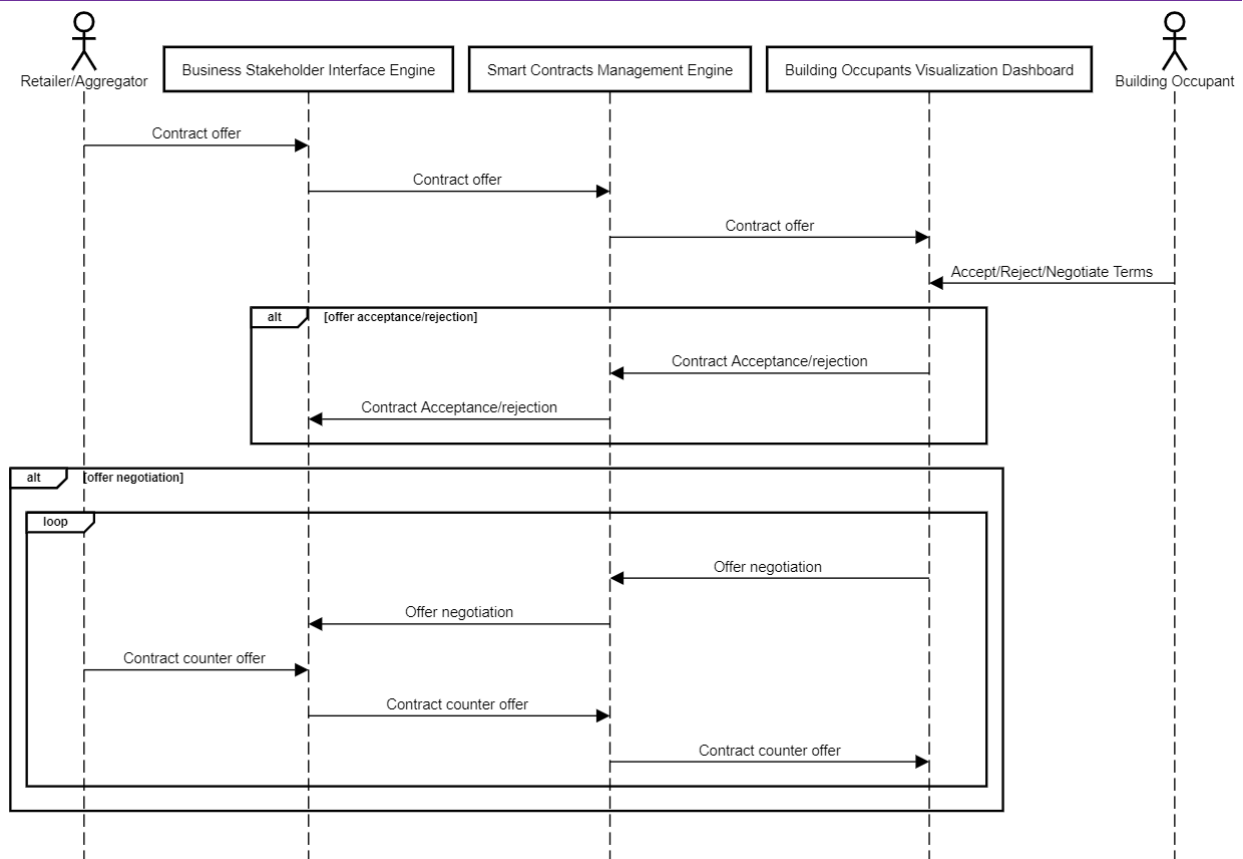 Retailer/Aggregator
Business Stakeholder Interface Engine
Smart Contracts Management Engine
Building Occupants Visualization Dashboard
Building Occupant
Contract offer
Contract offer
Contract offer
Accept/Reject/Negotiate Terms
alt
[offer acceptance/rejection]
Contract Acceptance/rejection
Contract Acceptance/rejection
alt
[offer negotiation]
loop
Offer negotiation
Offer negotiation
Contract counter offer
Contract counter offer
Contract counter offer